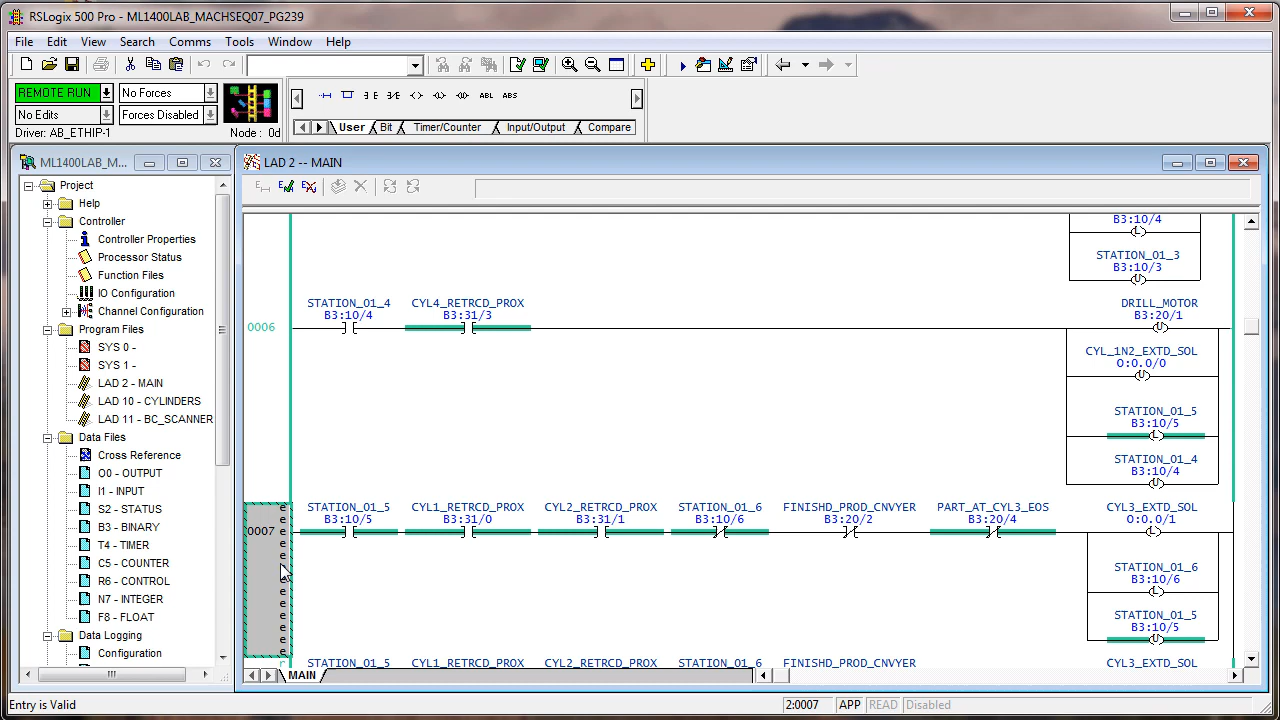 RSLogix 500 Pro - ML1400LAB_MACHSEQ07_PG239
File Edit View Search Comms Tools Window Help
REMOTE RUN No Forces
No Edits Forces Disabled
Driver: AB_ETHIP-1 Node : 0d
ABL ABS
User Bit Timer/Counter Input/Output Compare
ML1400LAB_M...
Project
Help
Controller
Controller Properties
Processor Status
Function Files
IO Configuration
Channel Configuration
Program Files
SYS 0 -
SYS 1 -
LAD 2 - MAIN
LAD 10 - CYLINDERS
LAD 11 - BC_SCANNER
Data Files
Cross Reference
O0 - OUTPUT
I1 - INPUT
S2 - STATUS
B3 - BINARY
T4 - TIMER
C5 - COUNTER
R6 - CONTROL
N7 - INTEGER
F8 - FLOAT
Data Logging
Configuration
LAD 2 -- MAIN
B3:10/4
L
STATION_01_3
B3:10/3
U
STATION_01_4 CYL4_RETRCD_PROX DRILL_MOTOR
B3:10/4 B3:31/3 B3:20/1
0006 U
CYL_1N2_EXTD_SOL
O:0.0/0
U
STATION_01_5
B3:10/5
L
STATION_01_4
B3:10/4
U
STATION_01_5 CYL1_RETRCD_PROX CYL2_RETRCD_PROX STATION_01_6 FINISHD_PROD_CNVYER PART_AT_CYL3_EOS CYL3_EXTD_SOL
B3:10/5 B3:31/0 B3:31/1 B3:10/6 B3:20/2 B3:20/4 O:0.0/1
0007 L
e
e
e
e
e
e
e
e
e
e
e
e
STATION_01_6
B3:10/6
L
STATION_01_5
B3:10/5
U
r STATION_01_5 CYL1_RETRCD_PROX CYL2_RETRCD_PROX STATION_01_6 FINISHD_PROD_CNVYER CYL3_EXTD_SOL
MAIN
Entry is Valid 2:0007 APP READ Disabled